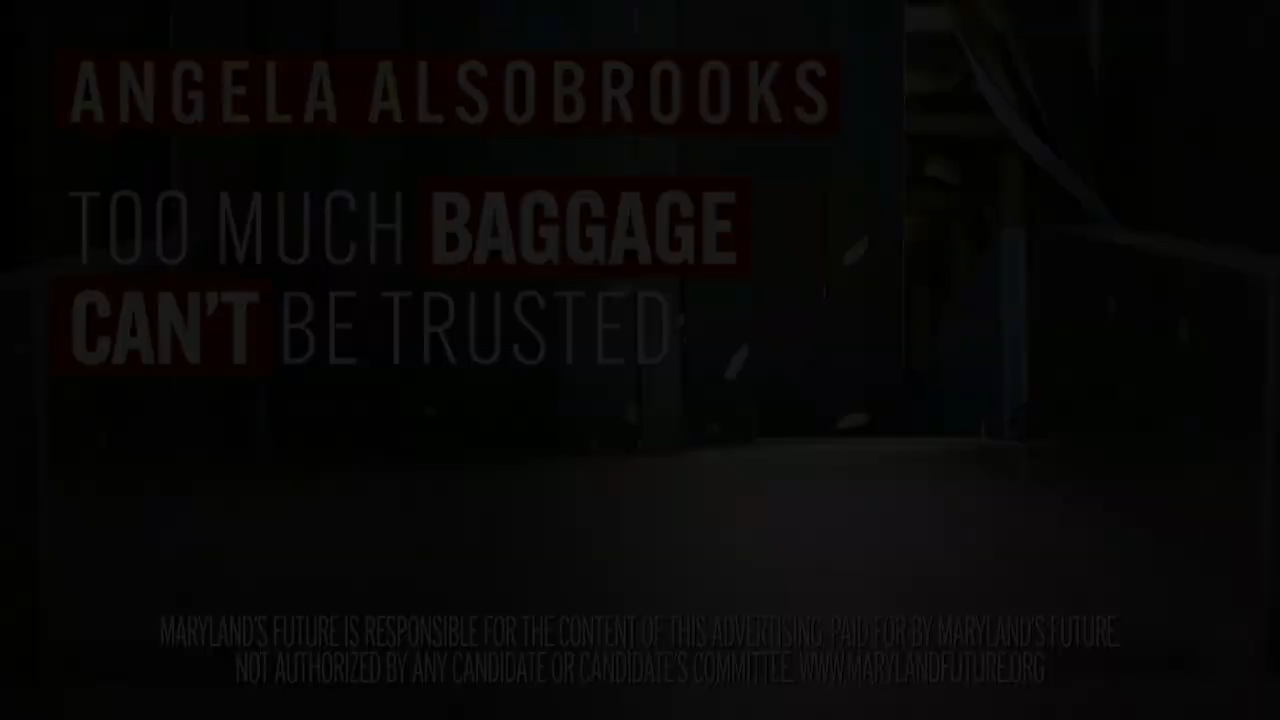 ANGELA ALSOBROOKS
TOO MUCH BAGGAGE
CAN'T BE TRUSTED
MARYLAND'S FUTURE IS RESPONSIBLE FOR THE CONTENT OF THIS ADVERTISING. PAID FOR BY MARYLAND'S FUTURE.
NOT AUTHORIZED BY ANY CANDIDATE OR CANDIDATE'S COMMITTEE. WWW.MARYLANDFUTURE.ORG